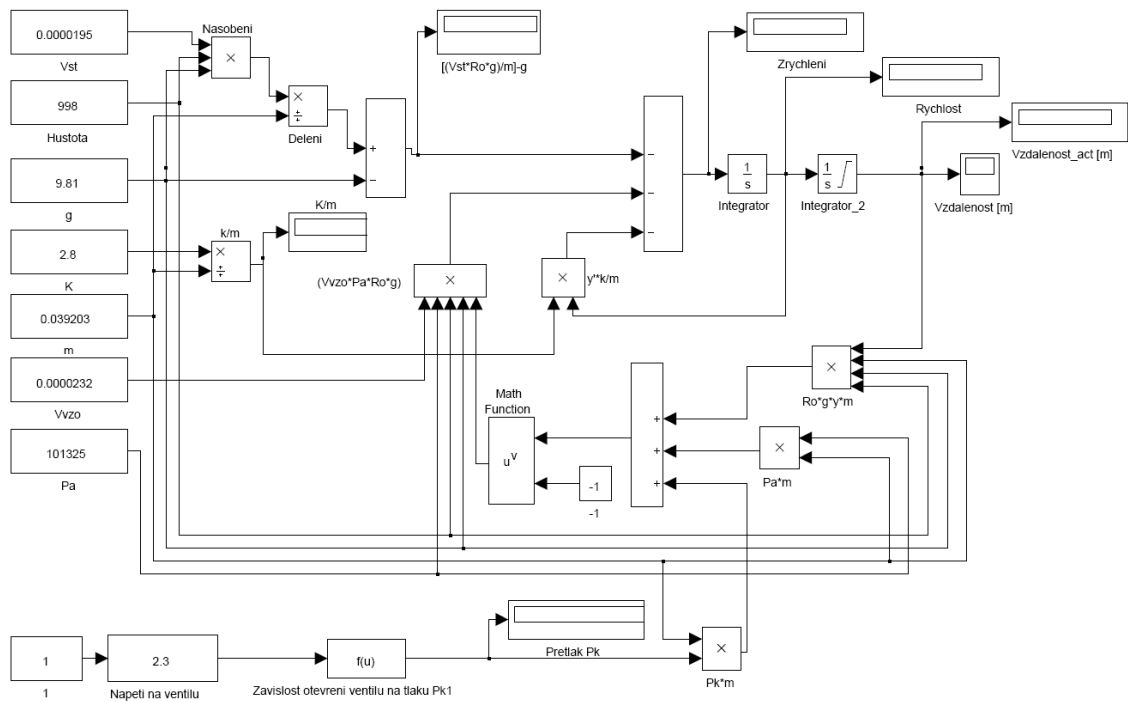 0.0000195
Vst
998
Hustota
9.81
g
2.8
K
0.039203
m
0.0000232
Vvzo
101325
Pa
Nasobeni
×
×
÷
Deleni
k/m
×
÷
+
−
[(Vst*Ro*g)/m]-g
K/m
(Vvzo*Pa*Ro*g)
×
×
y'*k/m
−
−
−
Zrychleni
1
s
Integrator
1
s
Integrator_2
Rychlost
Vzdalenost_act [m]
Vzdalenost [m]
×
Ro*g*y*m
×
Pa*m
+
+
+
Math
Function
u^v
-1
-1
1
1
2.3
Napeti na ventilu
f(u)
Zavislost otevreni ventilu na tlaku Pk1
Pretlak Pk
×
Pk*m